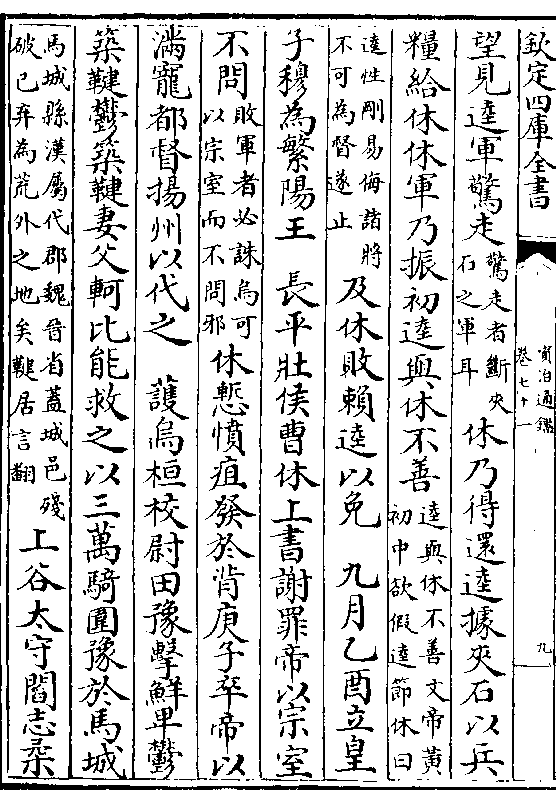 欽定四庫全書
資治通鑑
卷七十一
九
望見逵軍驚走驚走者斷夾石之軍耳休乃得還逵據夾石以兵
糧給休休軍乃振初逵與休不善逵與休不善文帝黃初中欲假逵節休曰
逵性剛易侮諸將不可為督遂止及休敗賴逵以免　九月乙酉立皇
子穆為繁陽王　長平壯侯曹休上書謝罪帝以宗室
不問敗軍者必誅烏可以宗室而不問邪休慙憤疽發於背庚子卒帝以
滿寵都督揚州以代之　護烏桓校尉田豫擊鮮卑鬱
築鞬鬱築鞬妻父軻比能救之以三萬騎圍豫於馬城
馬城縣漢屬代郡魏晉省蓋城邑殘破已弃為荒外之地矣鞬居言翻上谷太守閻志柔